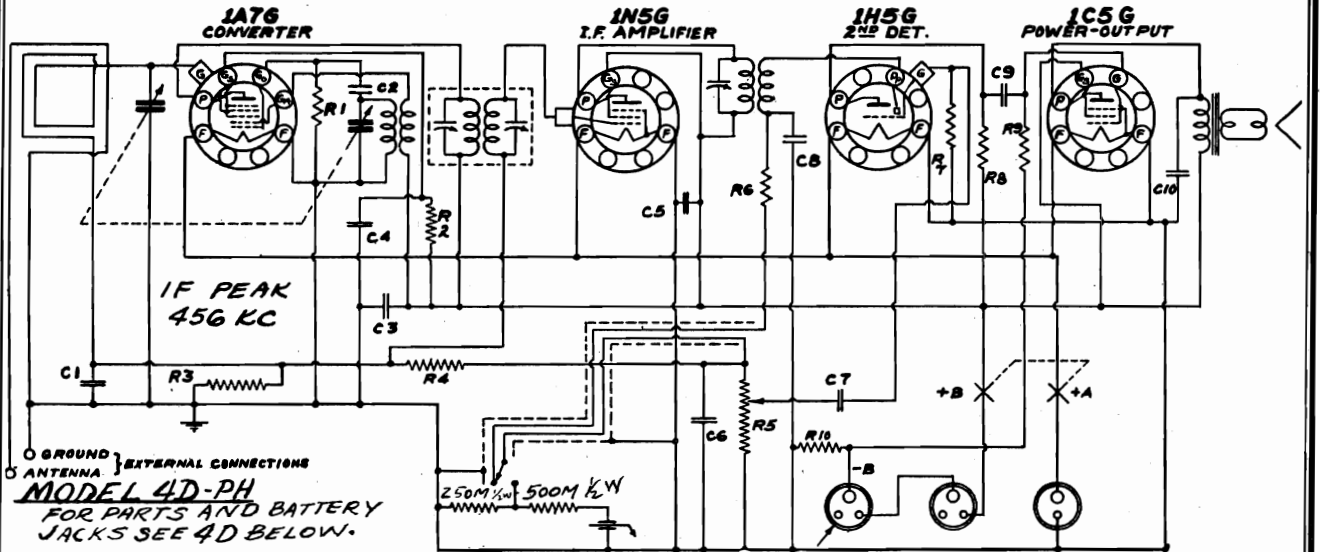 1A7G
CONVERTER
1N5G
I.F. AMPLIFIER
1H5G
2ND DET.
1C5G
POWER-OUTPUT
G
P
F
F
R1
C2
P
F
F
C5
R6
C8
P
G
F
F
R7
C9
R8
R9
P
G
F
F
C10
C4
R2
IF PEAK
456 KC
C3
C1
R3
R4
C6
R5
C7
+B
+A
R10
-B
GROUND
ANTENNA } EXTERNAL CONNECTIONS
250M ½W 500M ½W
MODEL 4D-PH
FOR PARTS AND BATTERY
JACKS SEE 4D BELOW.